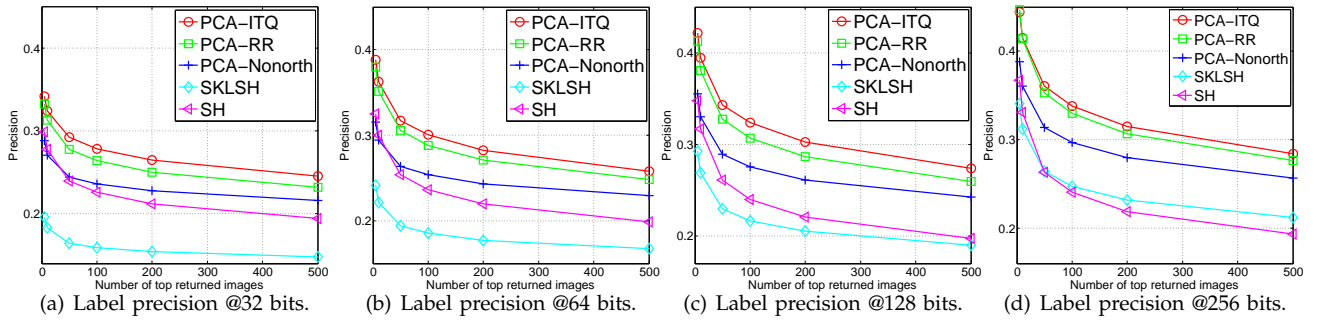 0.4
0.3
0.2
Precision
0 100 200 300 400 500
Number of top returned images
PCA-ITQ
PCA-RR
PCA-Nonorth
SKLSH
SH
(a) Label precision @32 bits.
0.4
0.3
0.2
Precision
0 100 200 300 400 500
Number of top returned images
PCA-ITQ
PCA-RR
PCA-Nonorth
SKLSH
SH
(b) Label precision @64 bits.
0.4
0.3
0.2
Precision
0 100 200 300 400 500
Number of top returned images
PCA-ITQ
PCA-RR
PCA-Nonorth
SKLSH
SH
(c) Label precision @128 bits.
0.4
0.3
0.2
Precision
0 100 200 300 400 500
Number of top returned images
PCA-ITQ
PCA-RR
PCA-Nonorth
SKLSH
SH
(d) Label precision @256 bits.